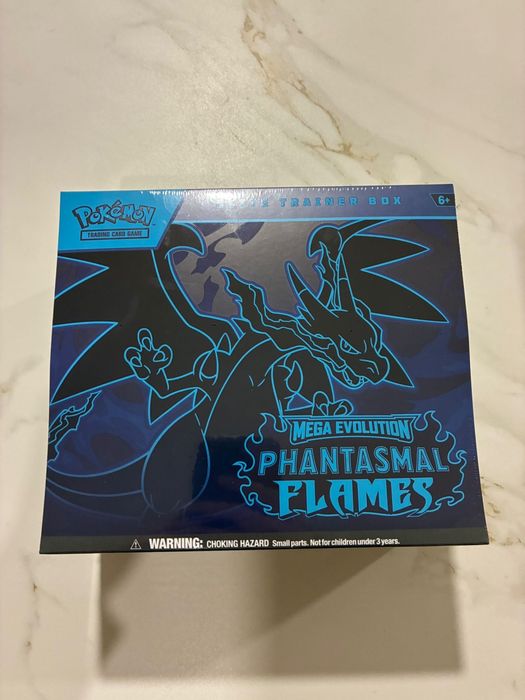 Pokémon
TRADING CARD GAME
TRAINER BOX
6+
MEGA EVOLUTION
PHANTASMAL
FLAMES
WARNING: CHOKING HAZARD Small parts. Not for children under 3 years.